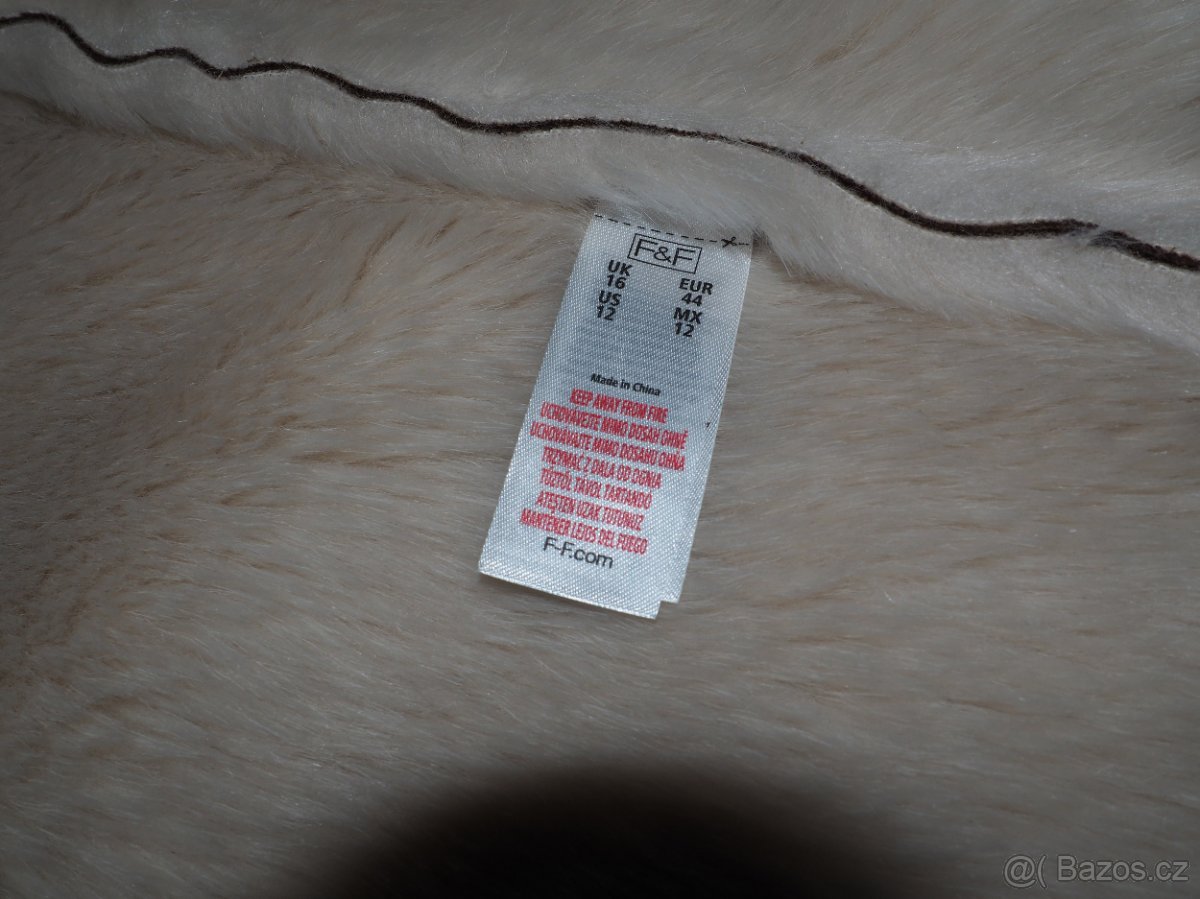 F&F
UK
16
US
12
EUR
44
MX
12
Made in China
KEEP AWAY FROM FIRE
UCHOVÁVEJTE MIMO DOSAH OHNĚ
UCHOVÁVAJTE MIMO DOSAHU OHŇA
TRZYMAĆ Z DALA OD OGNIA
TŰZTŐL TÁVOL TARTANDÓ
ATEŞTEN UZAK TUTUNUZ
MANTENER LEJOS DEL FUEGO
F-F.com
@( Bazos.cz